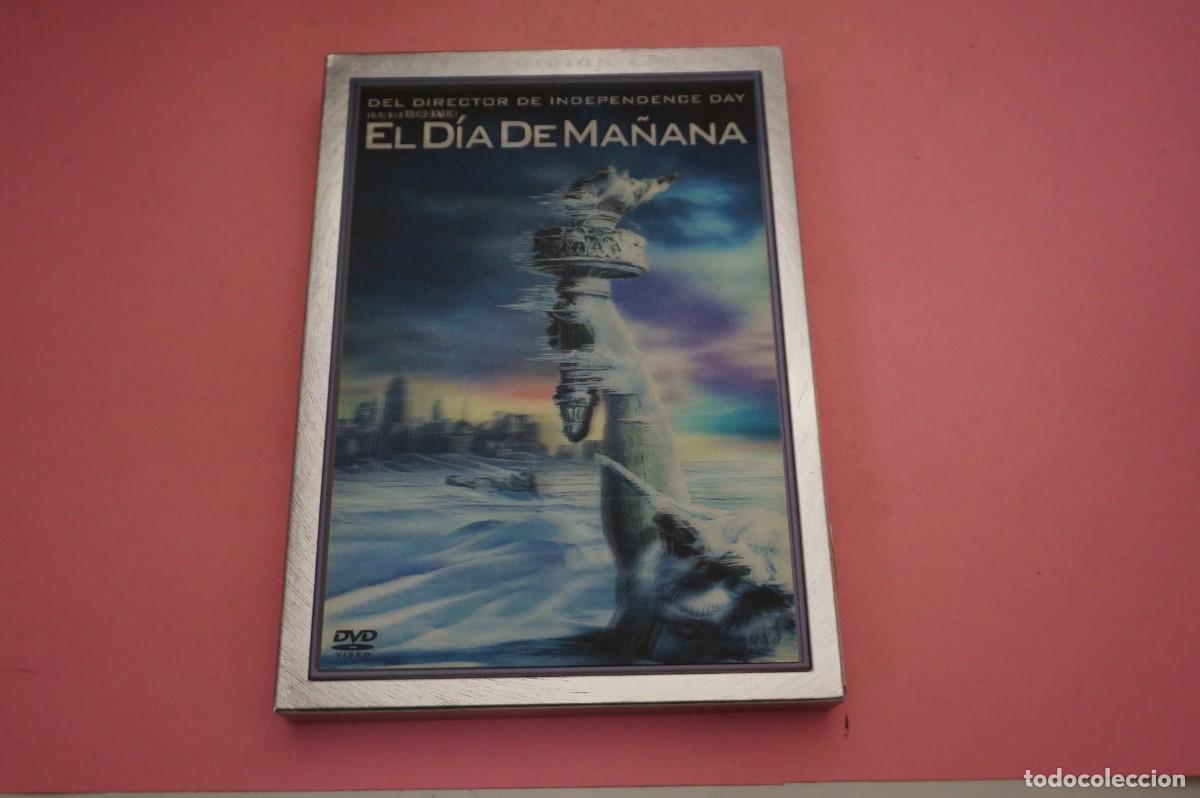 DEL DIRECTOR DE INDEPENDENCE DAY
EL DÍA DE MAÑANA
DVD
VIDEO
todocoleccion